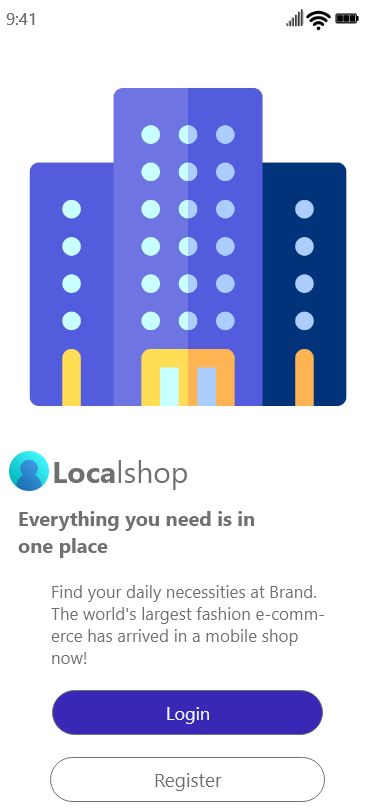 9:41
Localshop
Everything you need is in
one place
Find your daily necessities at Brand.
The world's largest fashion e-comm-
erce has arrived in a mobile shop
now!
Login
Register